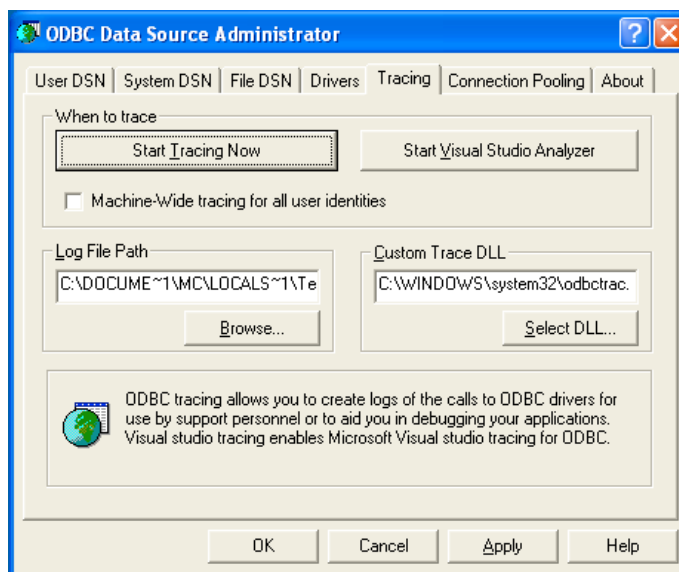 ODBC Data Source Administrator
User DSN System DSN File DSN Drivers Tracing Connection Pooling About
When to trace
Start Tracing Now Start Visual Studio Analyzer
Machine-Wide tracing for all user identities
Log File Path Custom Trace DLL
C:\DOCUME~1\MC\LOCALS~1\Te C:\WINDOWS\system32\odbctrac.
Browse... Select DLL...
ODBC tracing allows you to create logs of the calls to ODBC drivers for
use by support personnel or to aid you in debugging your applications.
Visual studio tracing enables Microsoft Visual studio tracing for ODBC.
OK Cancel Apply Help